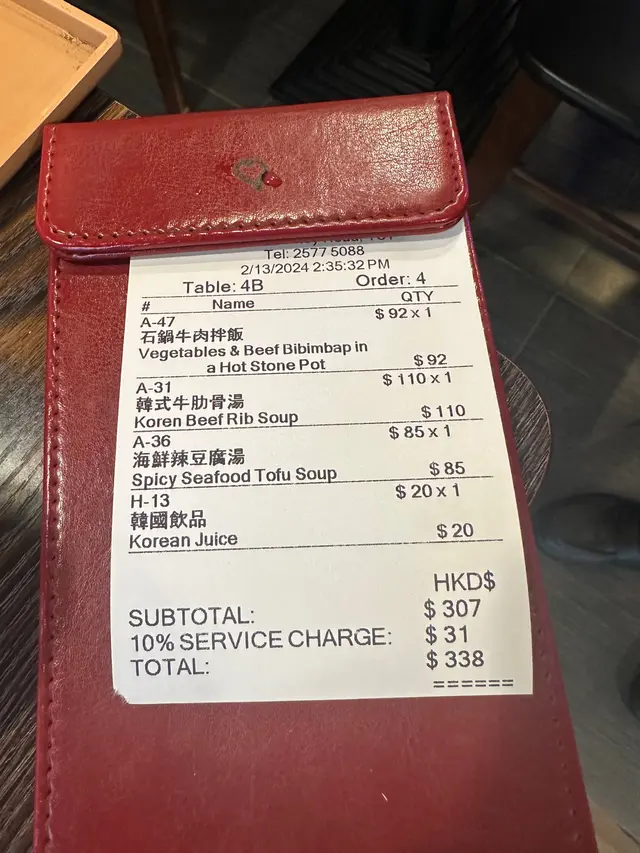 Tel: 2577 5088
2/13/2024 2:35:32 PM
Table: 4B Order: 4
# Name QTY
A-47 $ 92 x 1
石鍋牛肉拌飯
Vegetables & Beef Bibimbap in
a Hot Stone Pot $ 92
A-31 $ 110 x 1
韓式牛肋骨湯
Koren Beef Rib Soup $ 110
A-36 $ 85 x 1
海鮮辣豆腐湯
Spicy Seafood Tofu Soup $ 85
H-13 $ 20 x 1
韓國飲品
Korean Juice $ 20
HKD$
SUBTOTAL: $ 307
10% SERVICE CHARGE: $ 31
TOTAL: $ 338
======